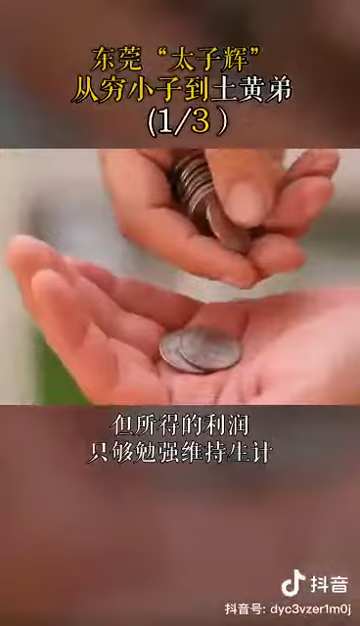 东莞“太子辉”
从穷小子到土黄弟
(1/3)
但所得的利润
只够勉强维持生计
抖音
抖音号: dyc3vzer1m0j